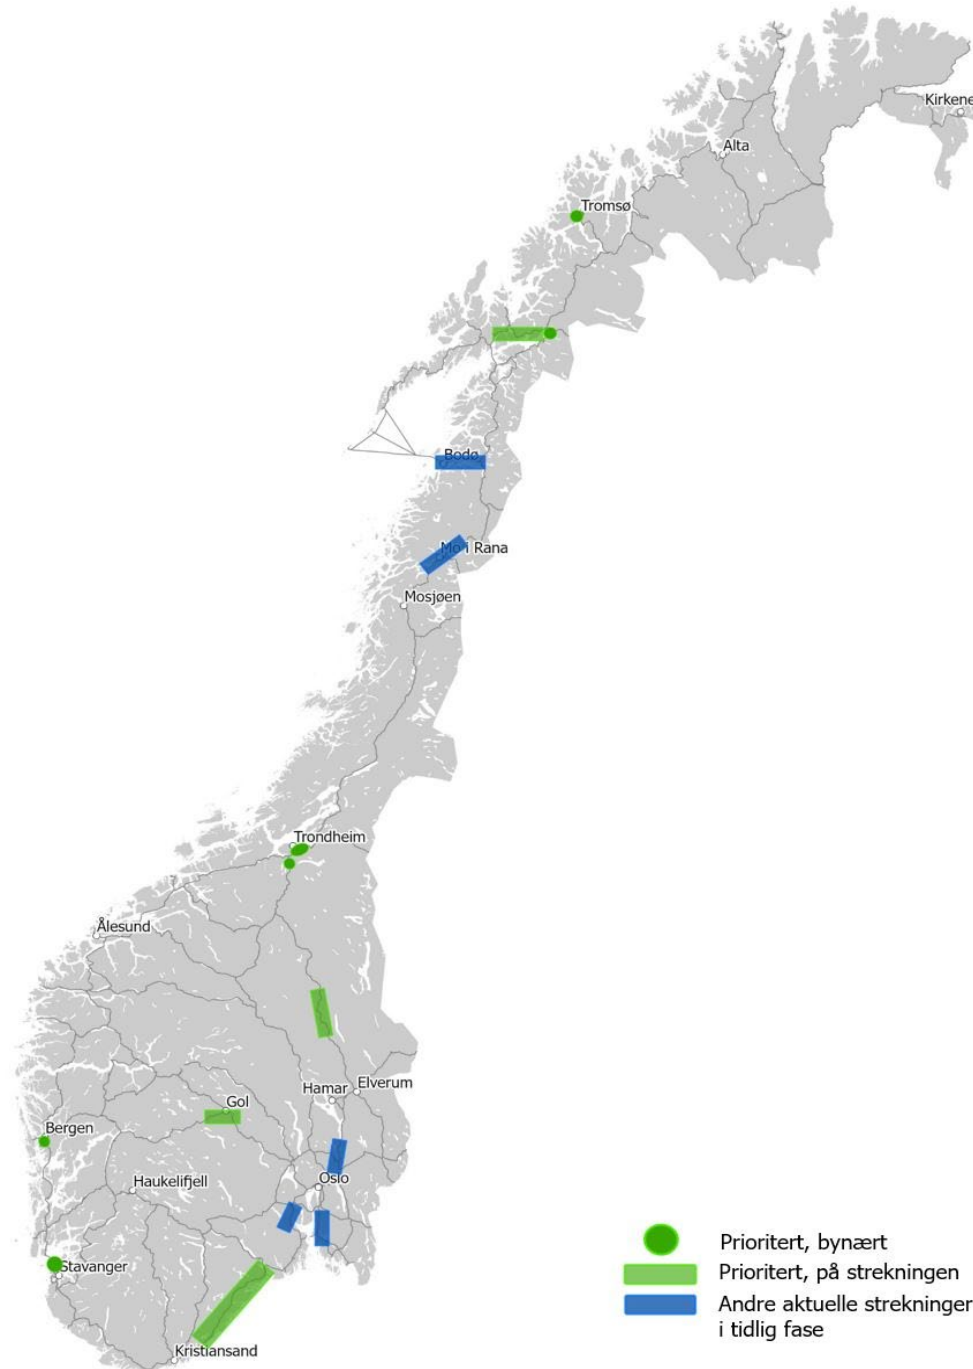 Kirkene
Alta
Tromsø
Bodø
Mo i Rana
Mosjøen
Trondheim
Ålesund
Hamar
Elverum
Gol
Bergen
Haukelifjell
Oslo
Stavanger
Kristiansand
Prioritert, bynært
Prioritert, på strekningen
Andre aktuelle strekninger
i tidlig fase